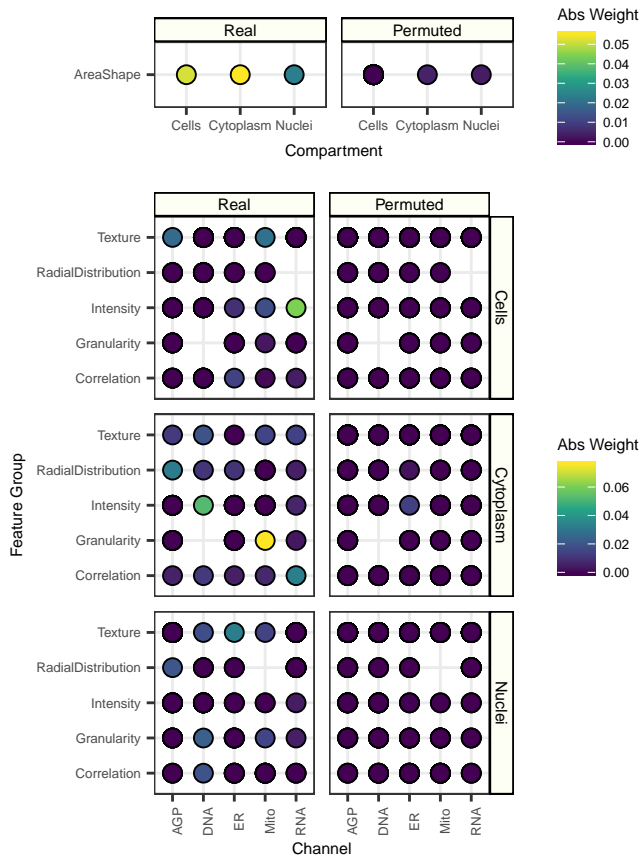 Real Permuted
AreaShape
Cells Cytoplasm Nuclei Cells Cytoplasm Nuclei
Compartment
Abs Weight
0.05
0.04
0.03
0.02
0.01
0.00
Real Permuted
Feature Group
Texture
RadialDistribution
Intensity
Granularity
Correlation
Cells
Texture
RadialDistribution
Intensity
Granularity
Correlation
Cytoplasm
Texture
RadialDistribution
Intensity
Granularity
Correlation
Nuclei
AGP DNA ER Mito RNA AGP DNA ER Mito RNA
Channel
Abs Weight
0.06
0.04
0.02
0.00